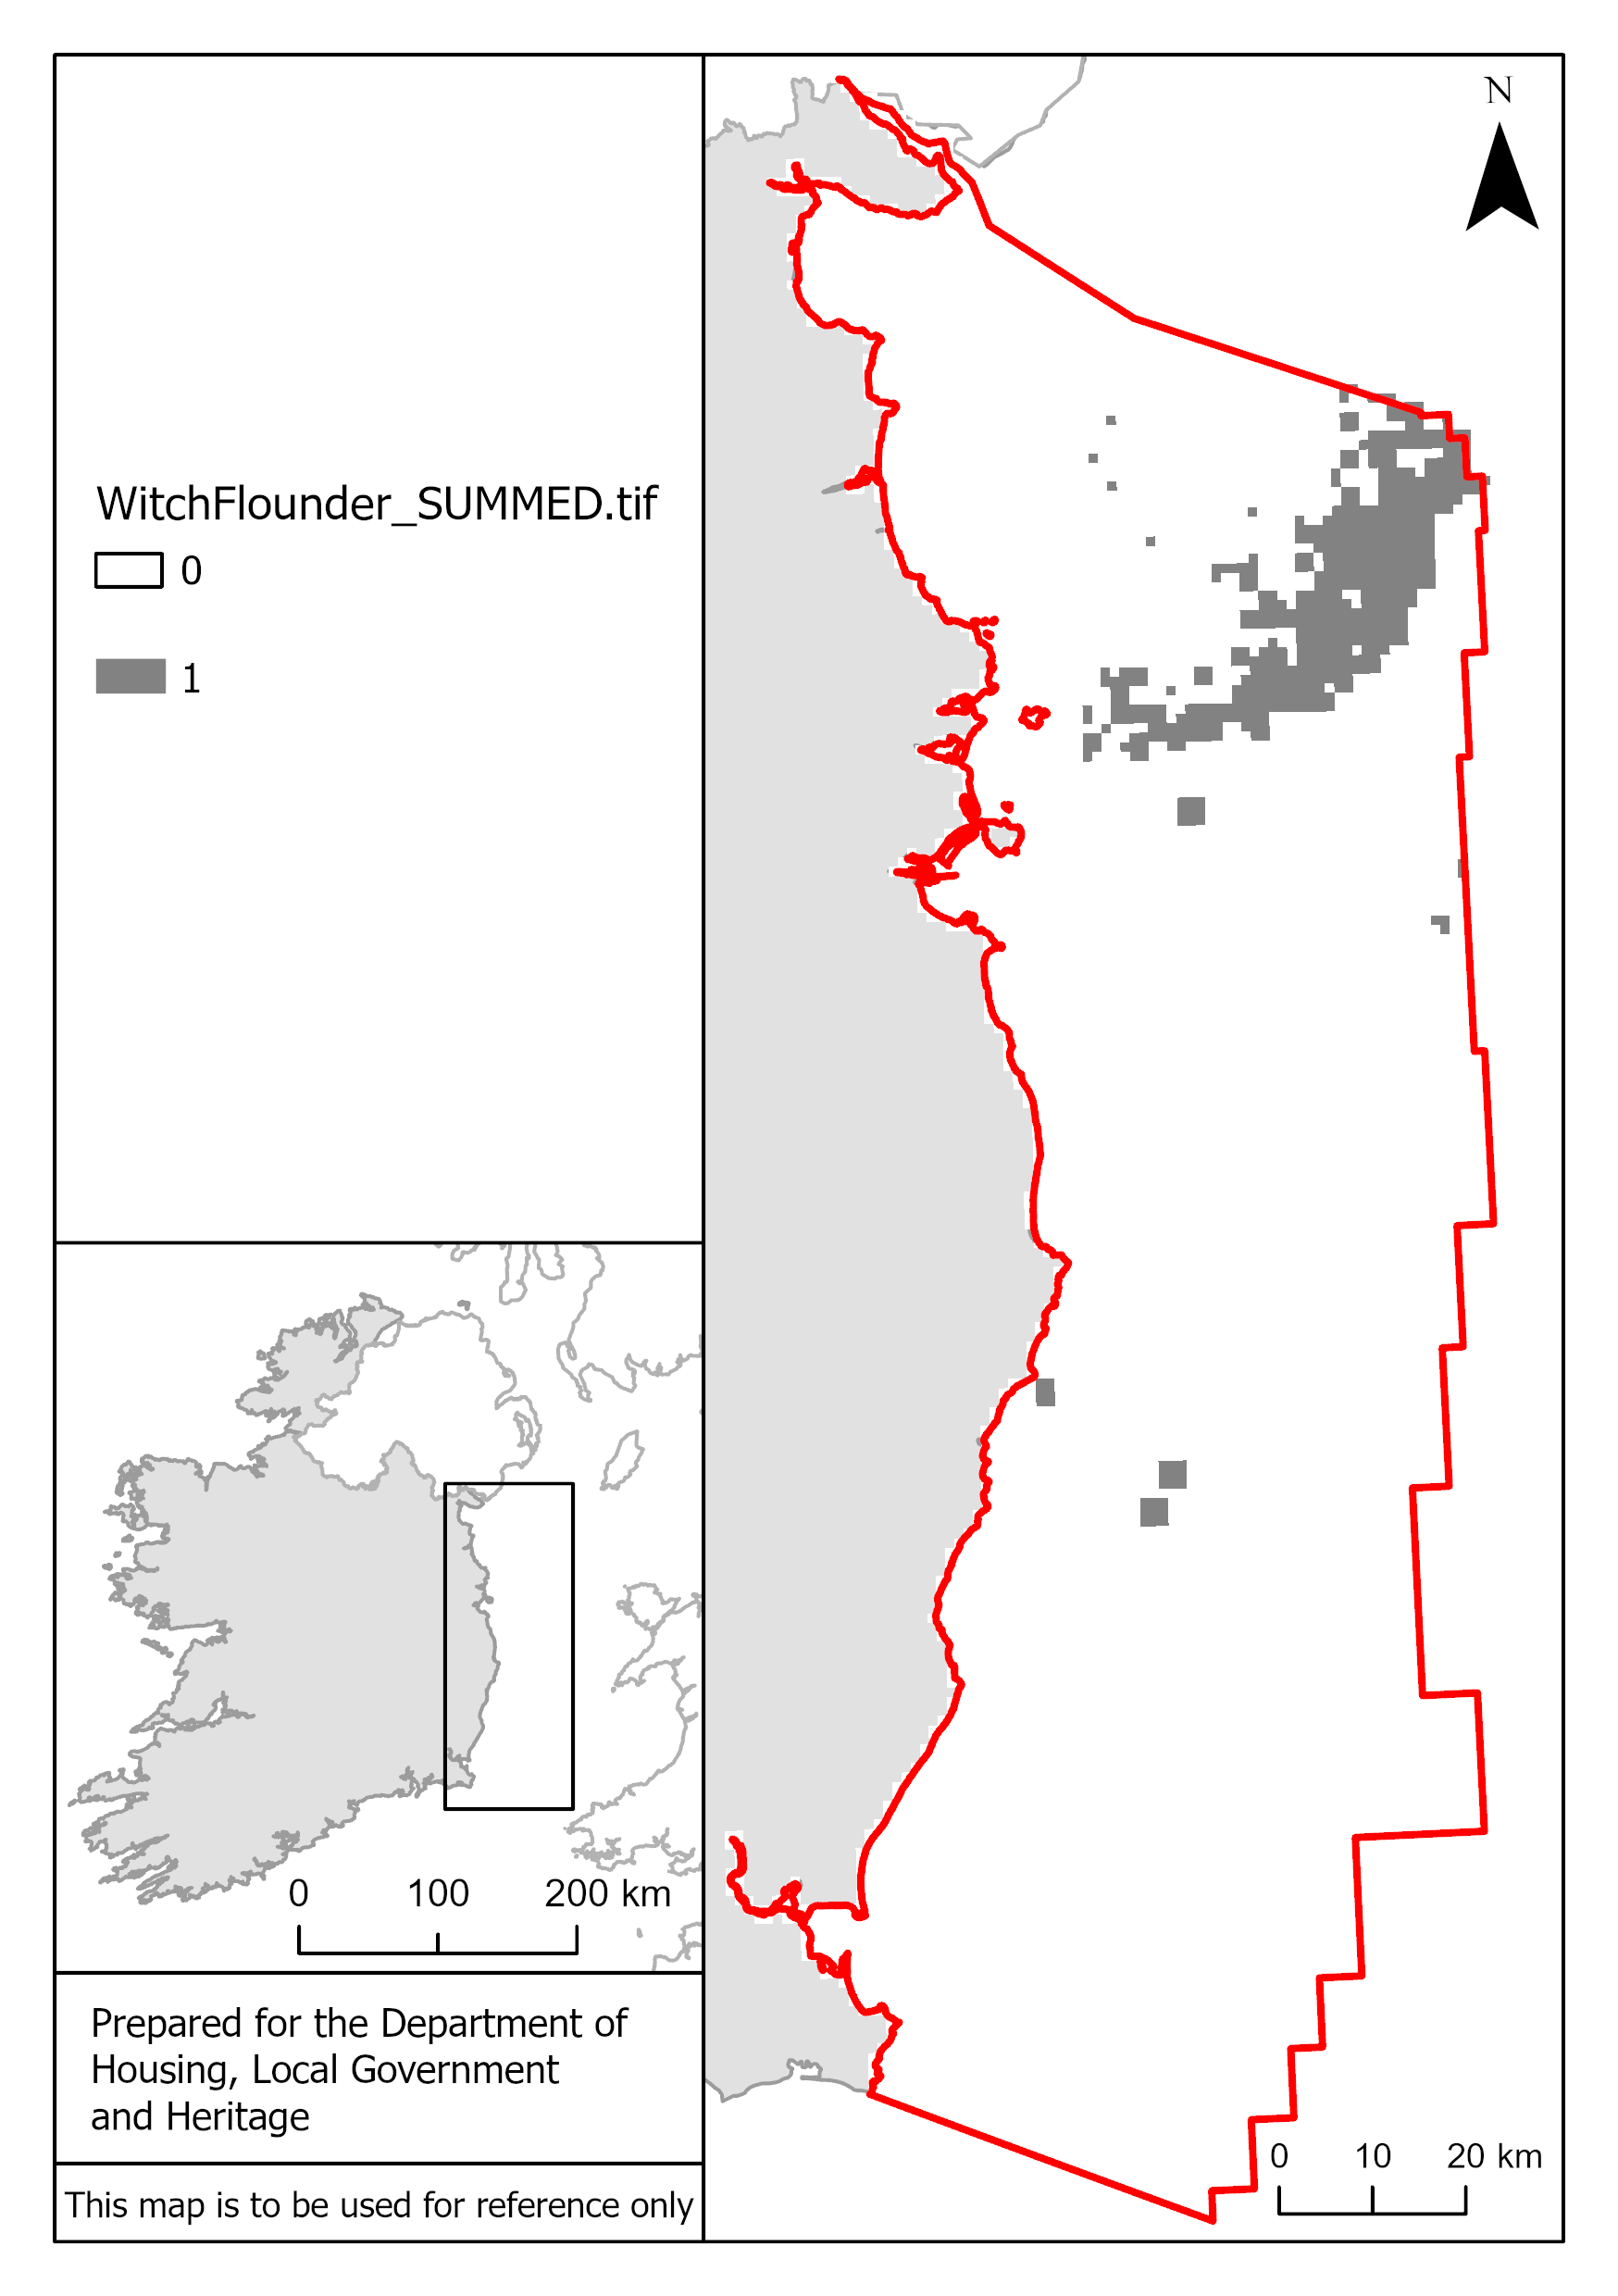 WitchFlounder_SUMMED.tif
0
1
N
0 100 200 km
Prepared for the Department of
Housing, Local Government
and Heritage
This map is to be used for reference only
0 10 20 km